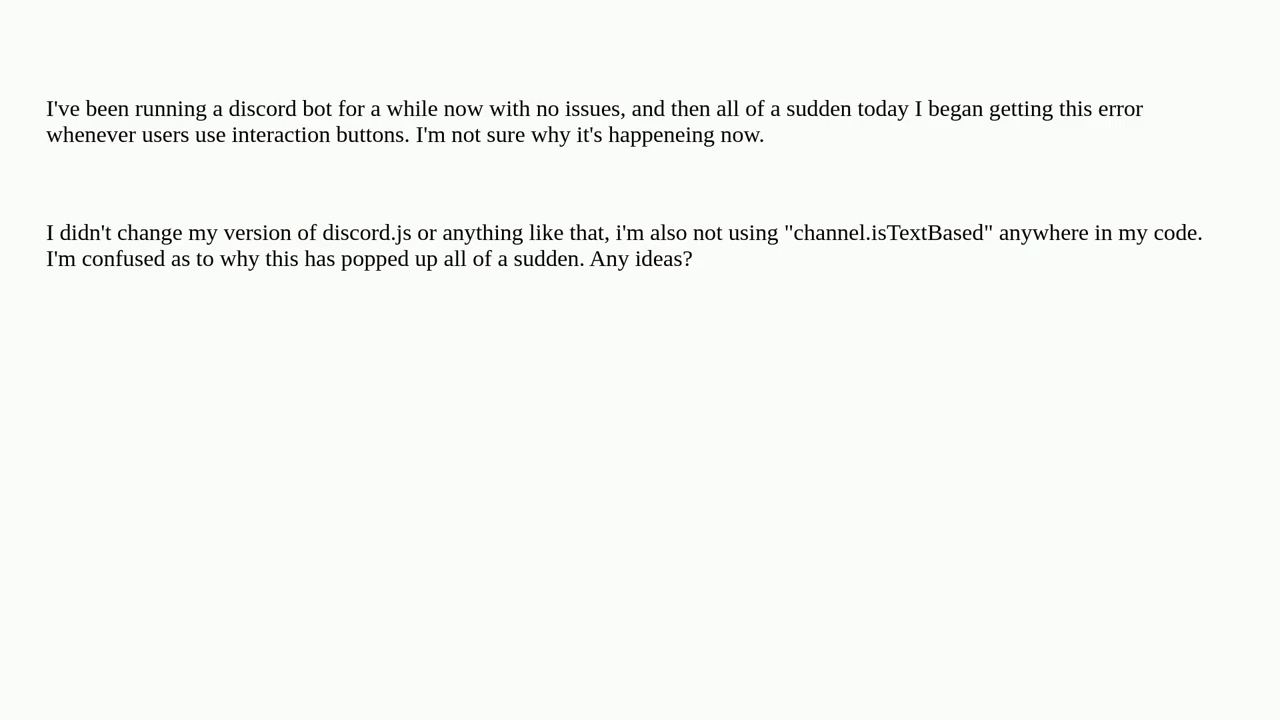 I've been running a discord bot for a while now with no issues, and then all of a sudden today I began getting this error
whenever users use interaction buttons. I'm not sure why it's happeneing now.
I didn't change my version of discord.js or anything like that, i'm also not using "channel.isTextBased" anywhere in my code.
I'm confused as to why this has popped up all of a sudden. Any ideas?